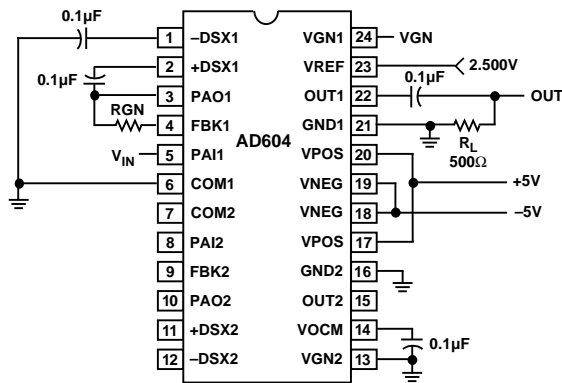 0.1µF
1 –DSX1 VGN1 24 VGN
2 +DSX1 VREF 23 2.500V
0.1µF 0.1µF
3 PAO1 OUT1 22 OUT
RGN
4 FBK1 GND1 21
AD604
RL
500Ω
VIN 5 PAI1 VPOS 20
6 COM1 VNEG 19 +5V
7 COM2 VNEG 18 –5V
8 PAI2 VPOS 17
9 FBK2 GND2 16
10 PAO2 OUT2 15
11 +DSX2 VOCM 14
0.1µF
12 –DSX2 VGN2 13